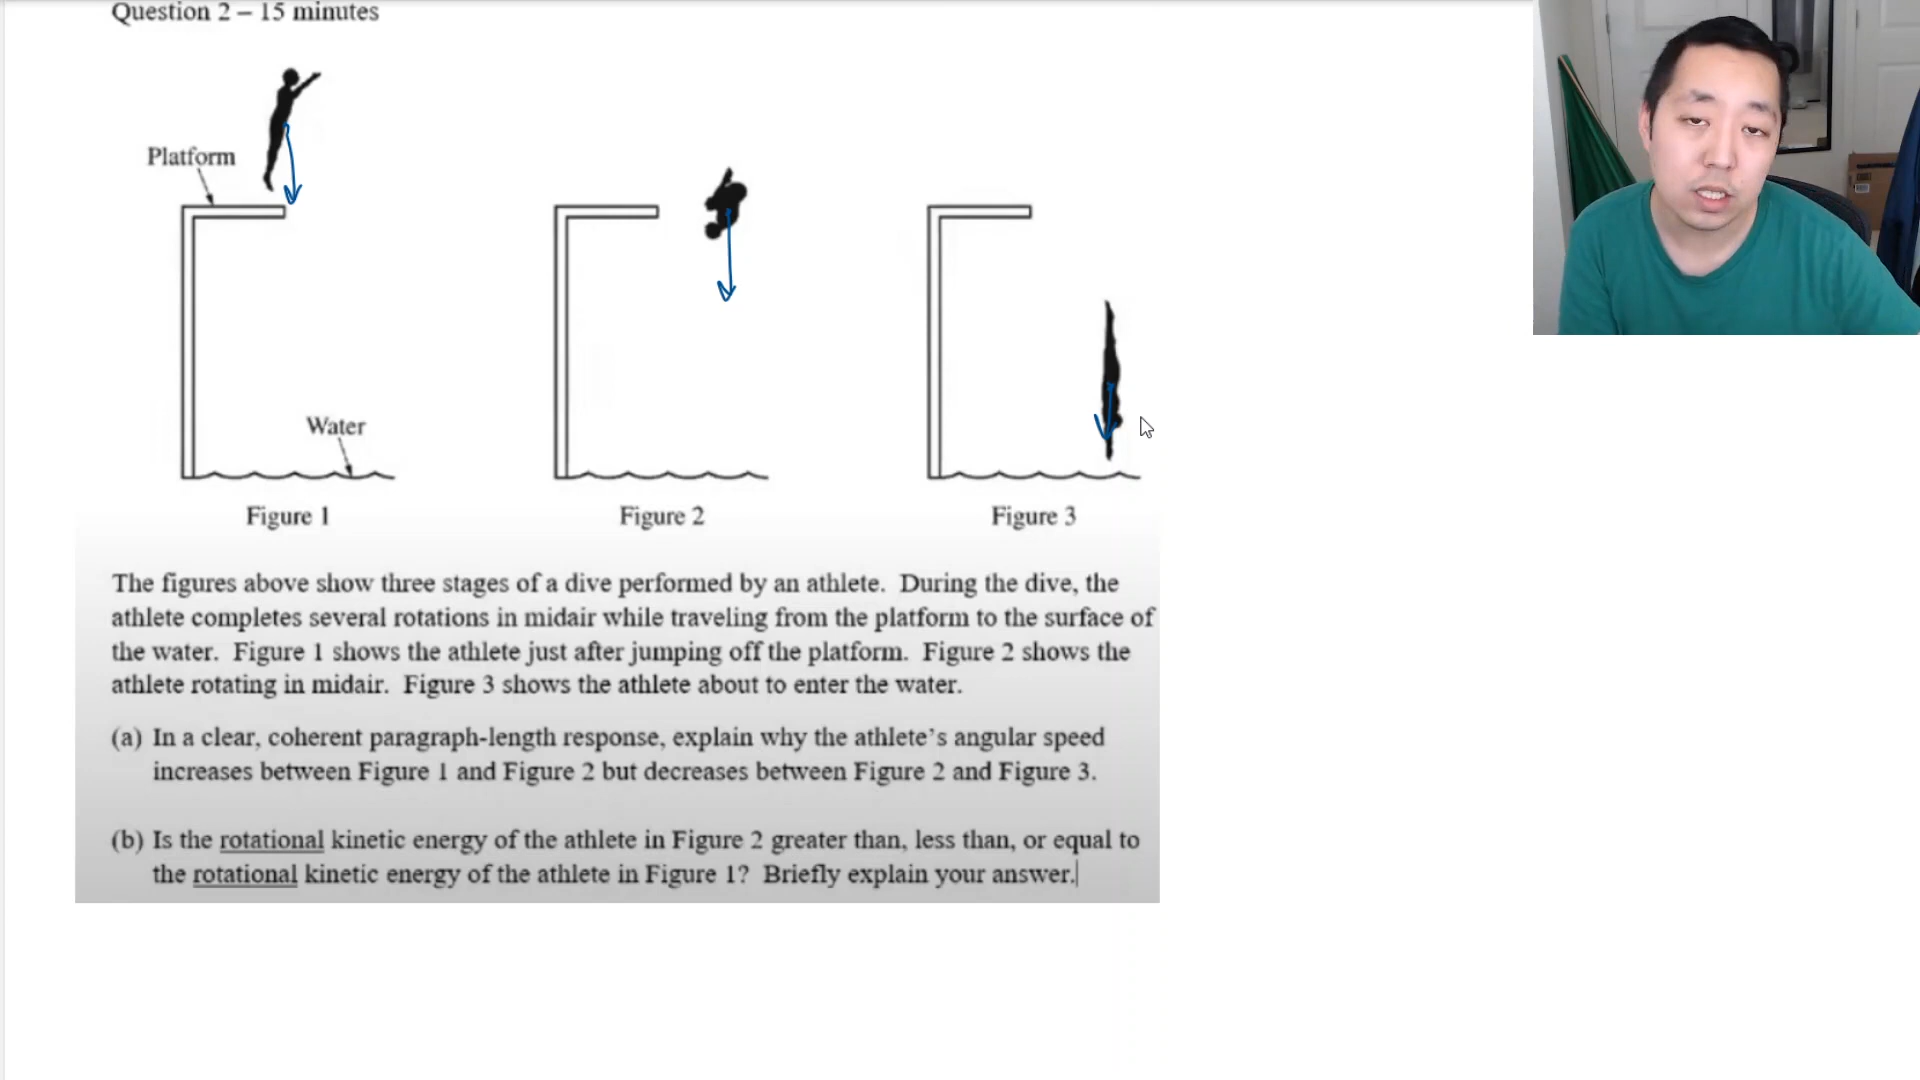 Question 2 – 15 minutes
Platform
Water
Figure 1
Figure 2
Figure 3
The figures above show three stages of a dive performed by an athlete.  During the dive, the
athlete completes several rotations in midair while traveling from the platform to the surface of
the water.  Figure 1 shows the athlete just after jumping off the platform.  Figure 2 shows the
athlete rotating in midair.  Figure 3 shows the athlete about to enter the water.
(a) In a clear, coherent paragraph-length response, explain why the athlete’s angular speed
increases between Figure 1 and Figure 2 but decreases between Figure 2 and Figure 3.
(b) Is the rotational kinetic energy of the athlete in Figure 2 greater than, less than, or equal to
the rotational kinetic energy of the athlete in Figure 1?  Briefly explain your answer.